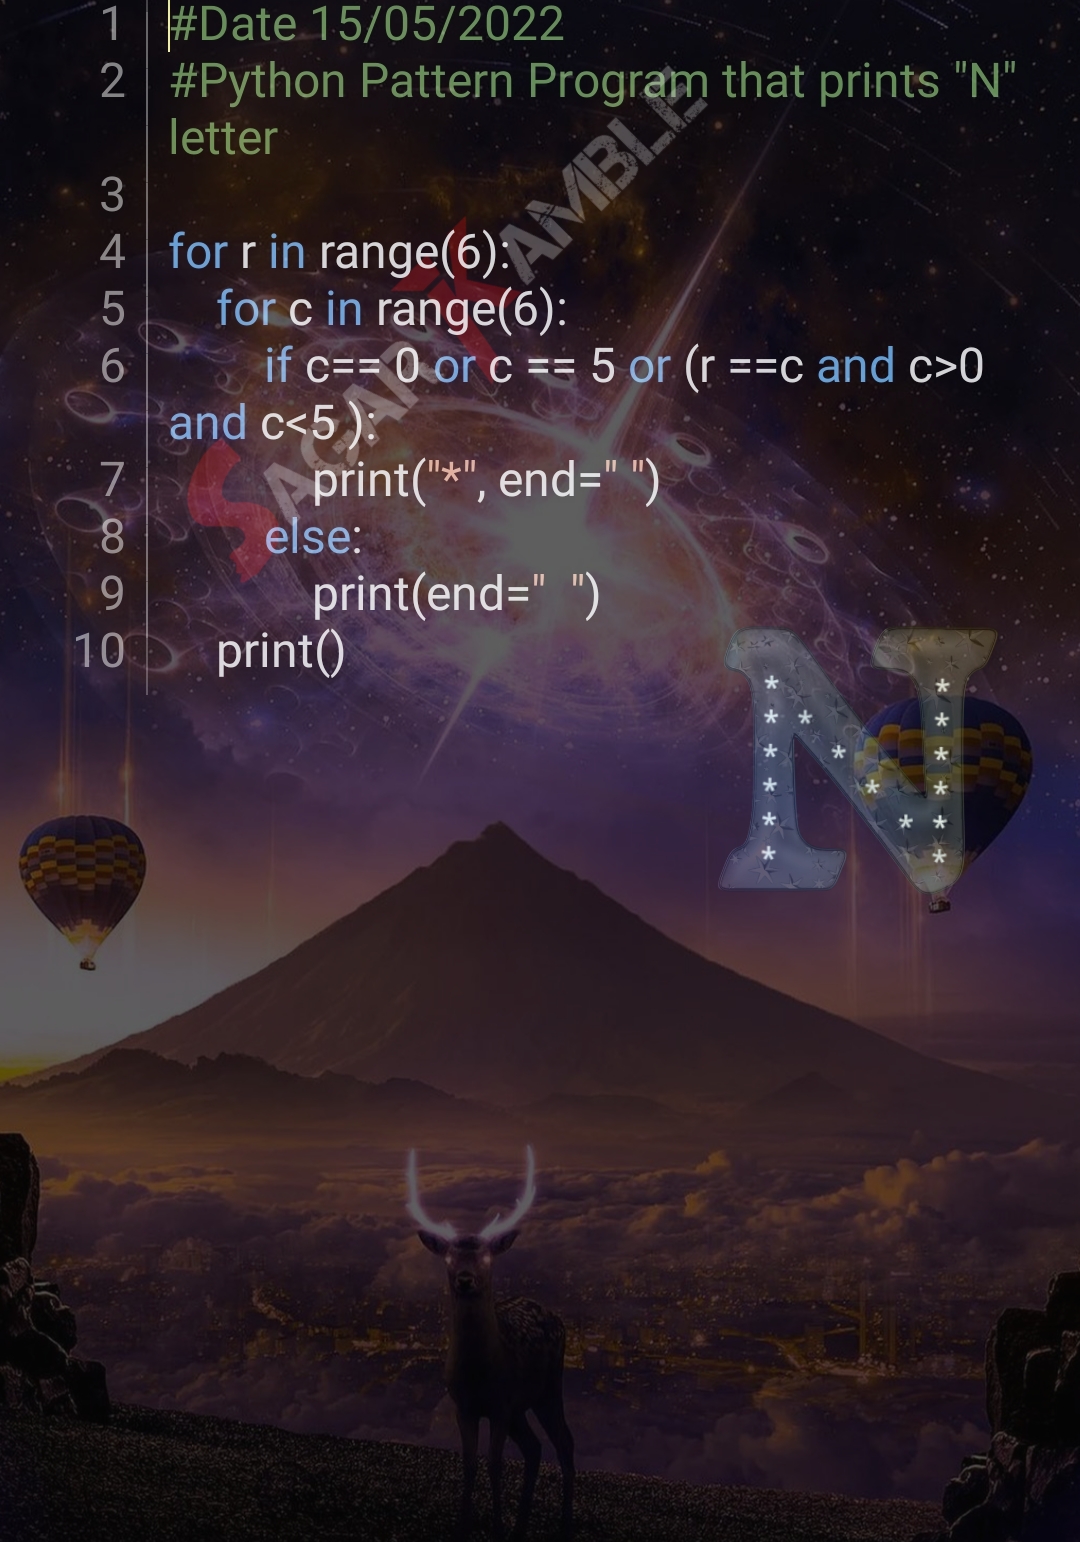 1 #Date 15/05/2022
2 #Python Pattern Program that prints "N"
letter
3
4 for r in range(6):
5     for c in range(6):
6         if c== 0 or c == 5 or (r ==c and c>0
and c<5 ):
7             print("*", end=" ")
8         else:
9             print(end="  ")
10     print()
SAGAR KAMBLE
N
*         *
* *       *
*   *     *
*     *   *
*       * *
*         *